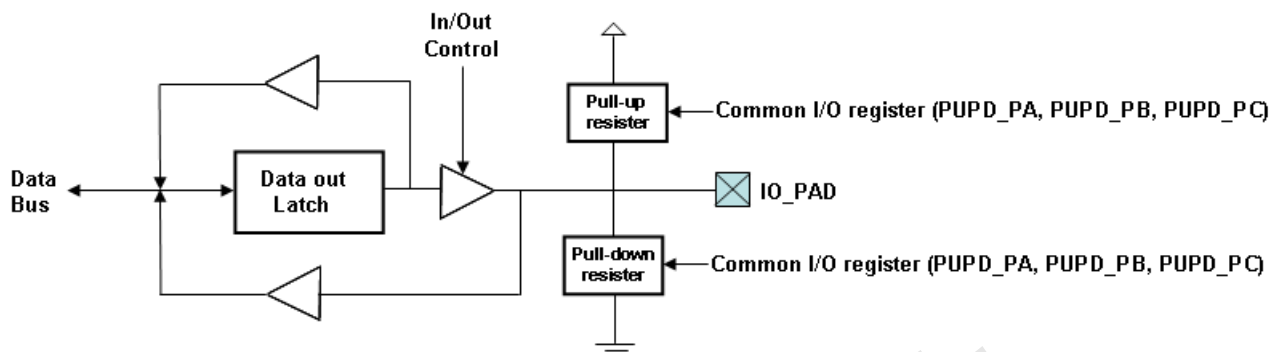 In/Out
Control
Pull-up
resister
Common I/O register (PUPD_PA, PUPD_PB, PUPD_PC)
Data
Bus
Data out
Latch
IO_PAD
Pull-down
resister
Common I/O register (PUPD_PA, PUPD_PB, PUPD_PC)